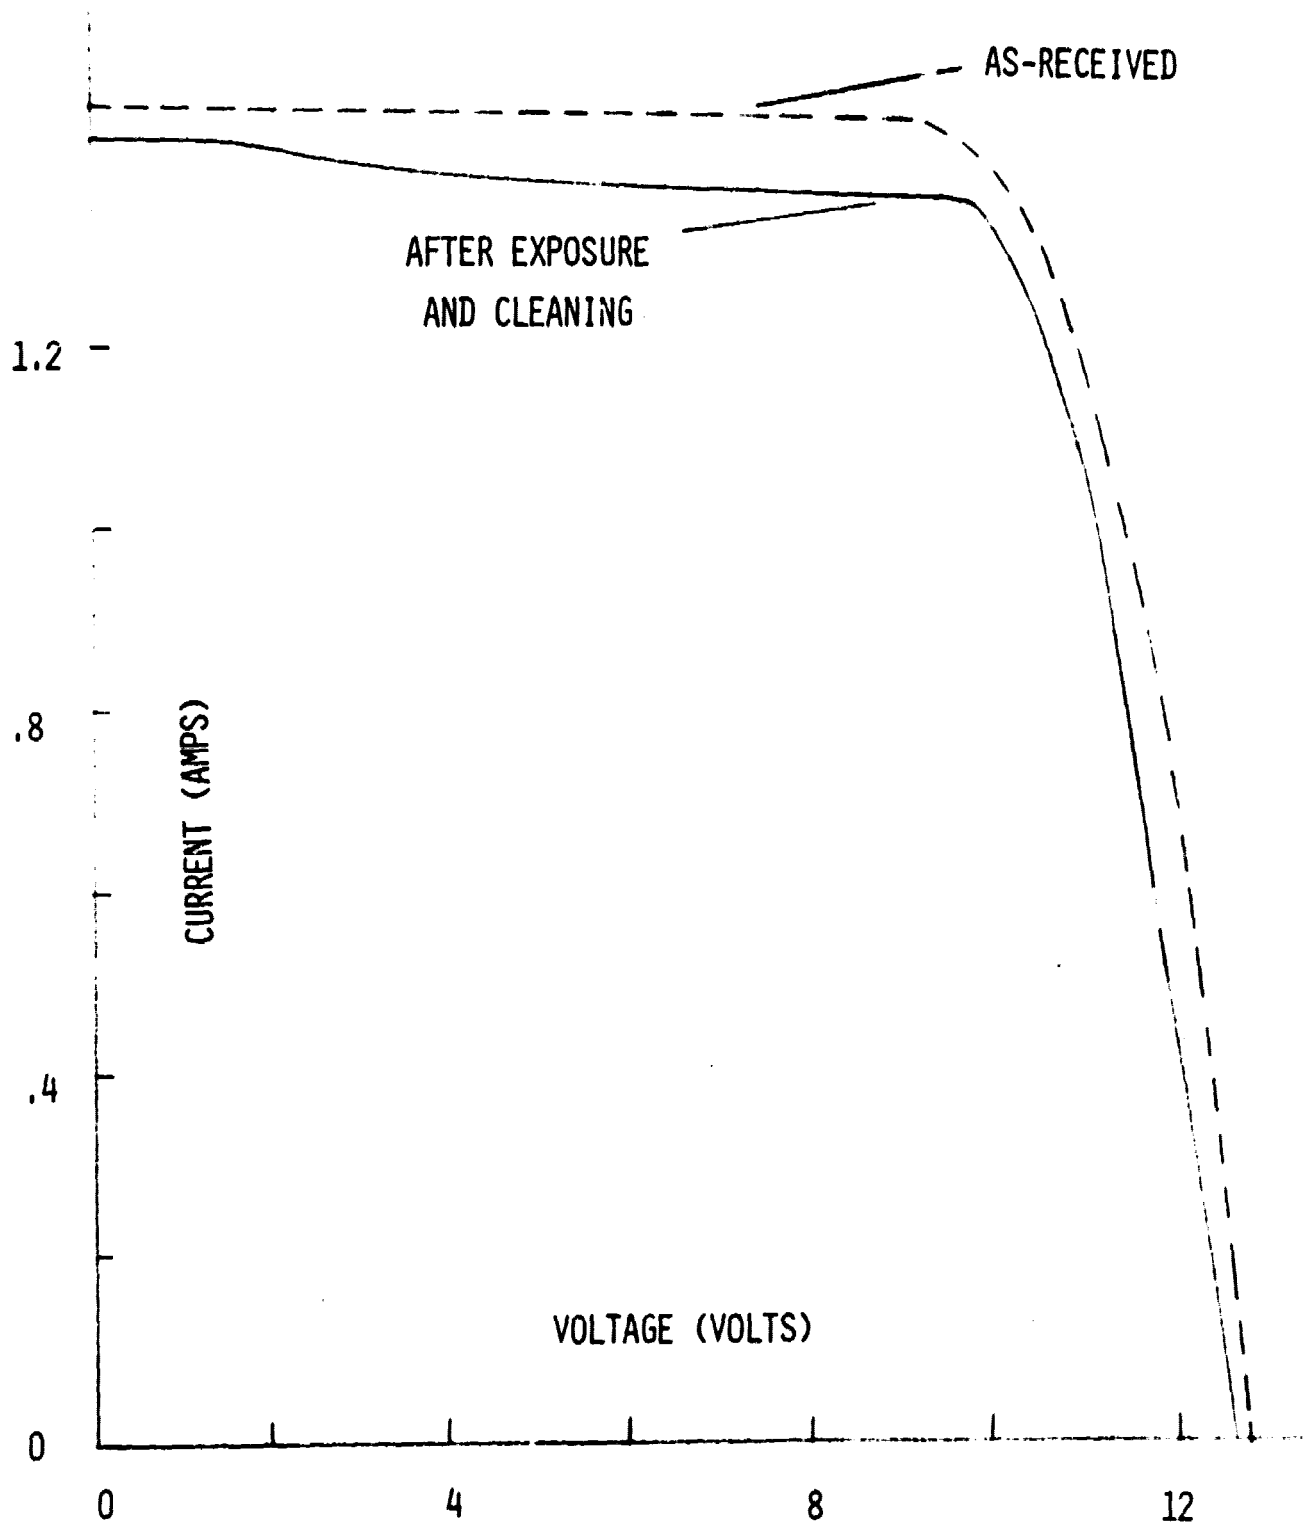 AS-RECEIVED
AFTER EXPOSURE
AND CLEANING
1.2
.8
CURRENT (AMPS)
.4
VOLTAGE (VOLTS)
0
0 4 8 12